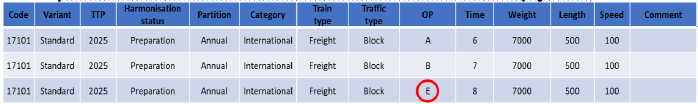 Code Variant TTP Harmonisation status Partition Category Train type Traffic type OP Time Weight Length Speed Comment
17101 Standard 2025 Preparation Annual International Freight Block A 6 7000 500 100
17101 Standard 2025 Preparation Annual International Freight Block B 7 7000 500 100
17101 Standard 2025 Preparation Annual International Freight Block E 8 7000 500 100